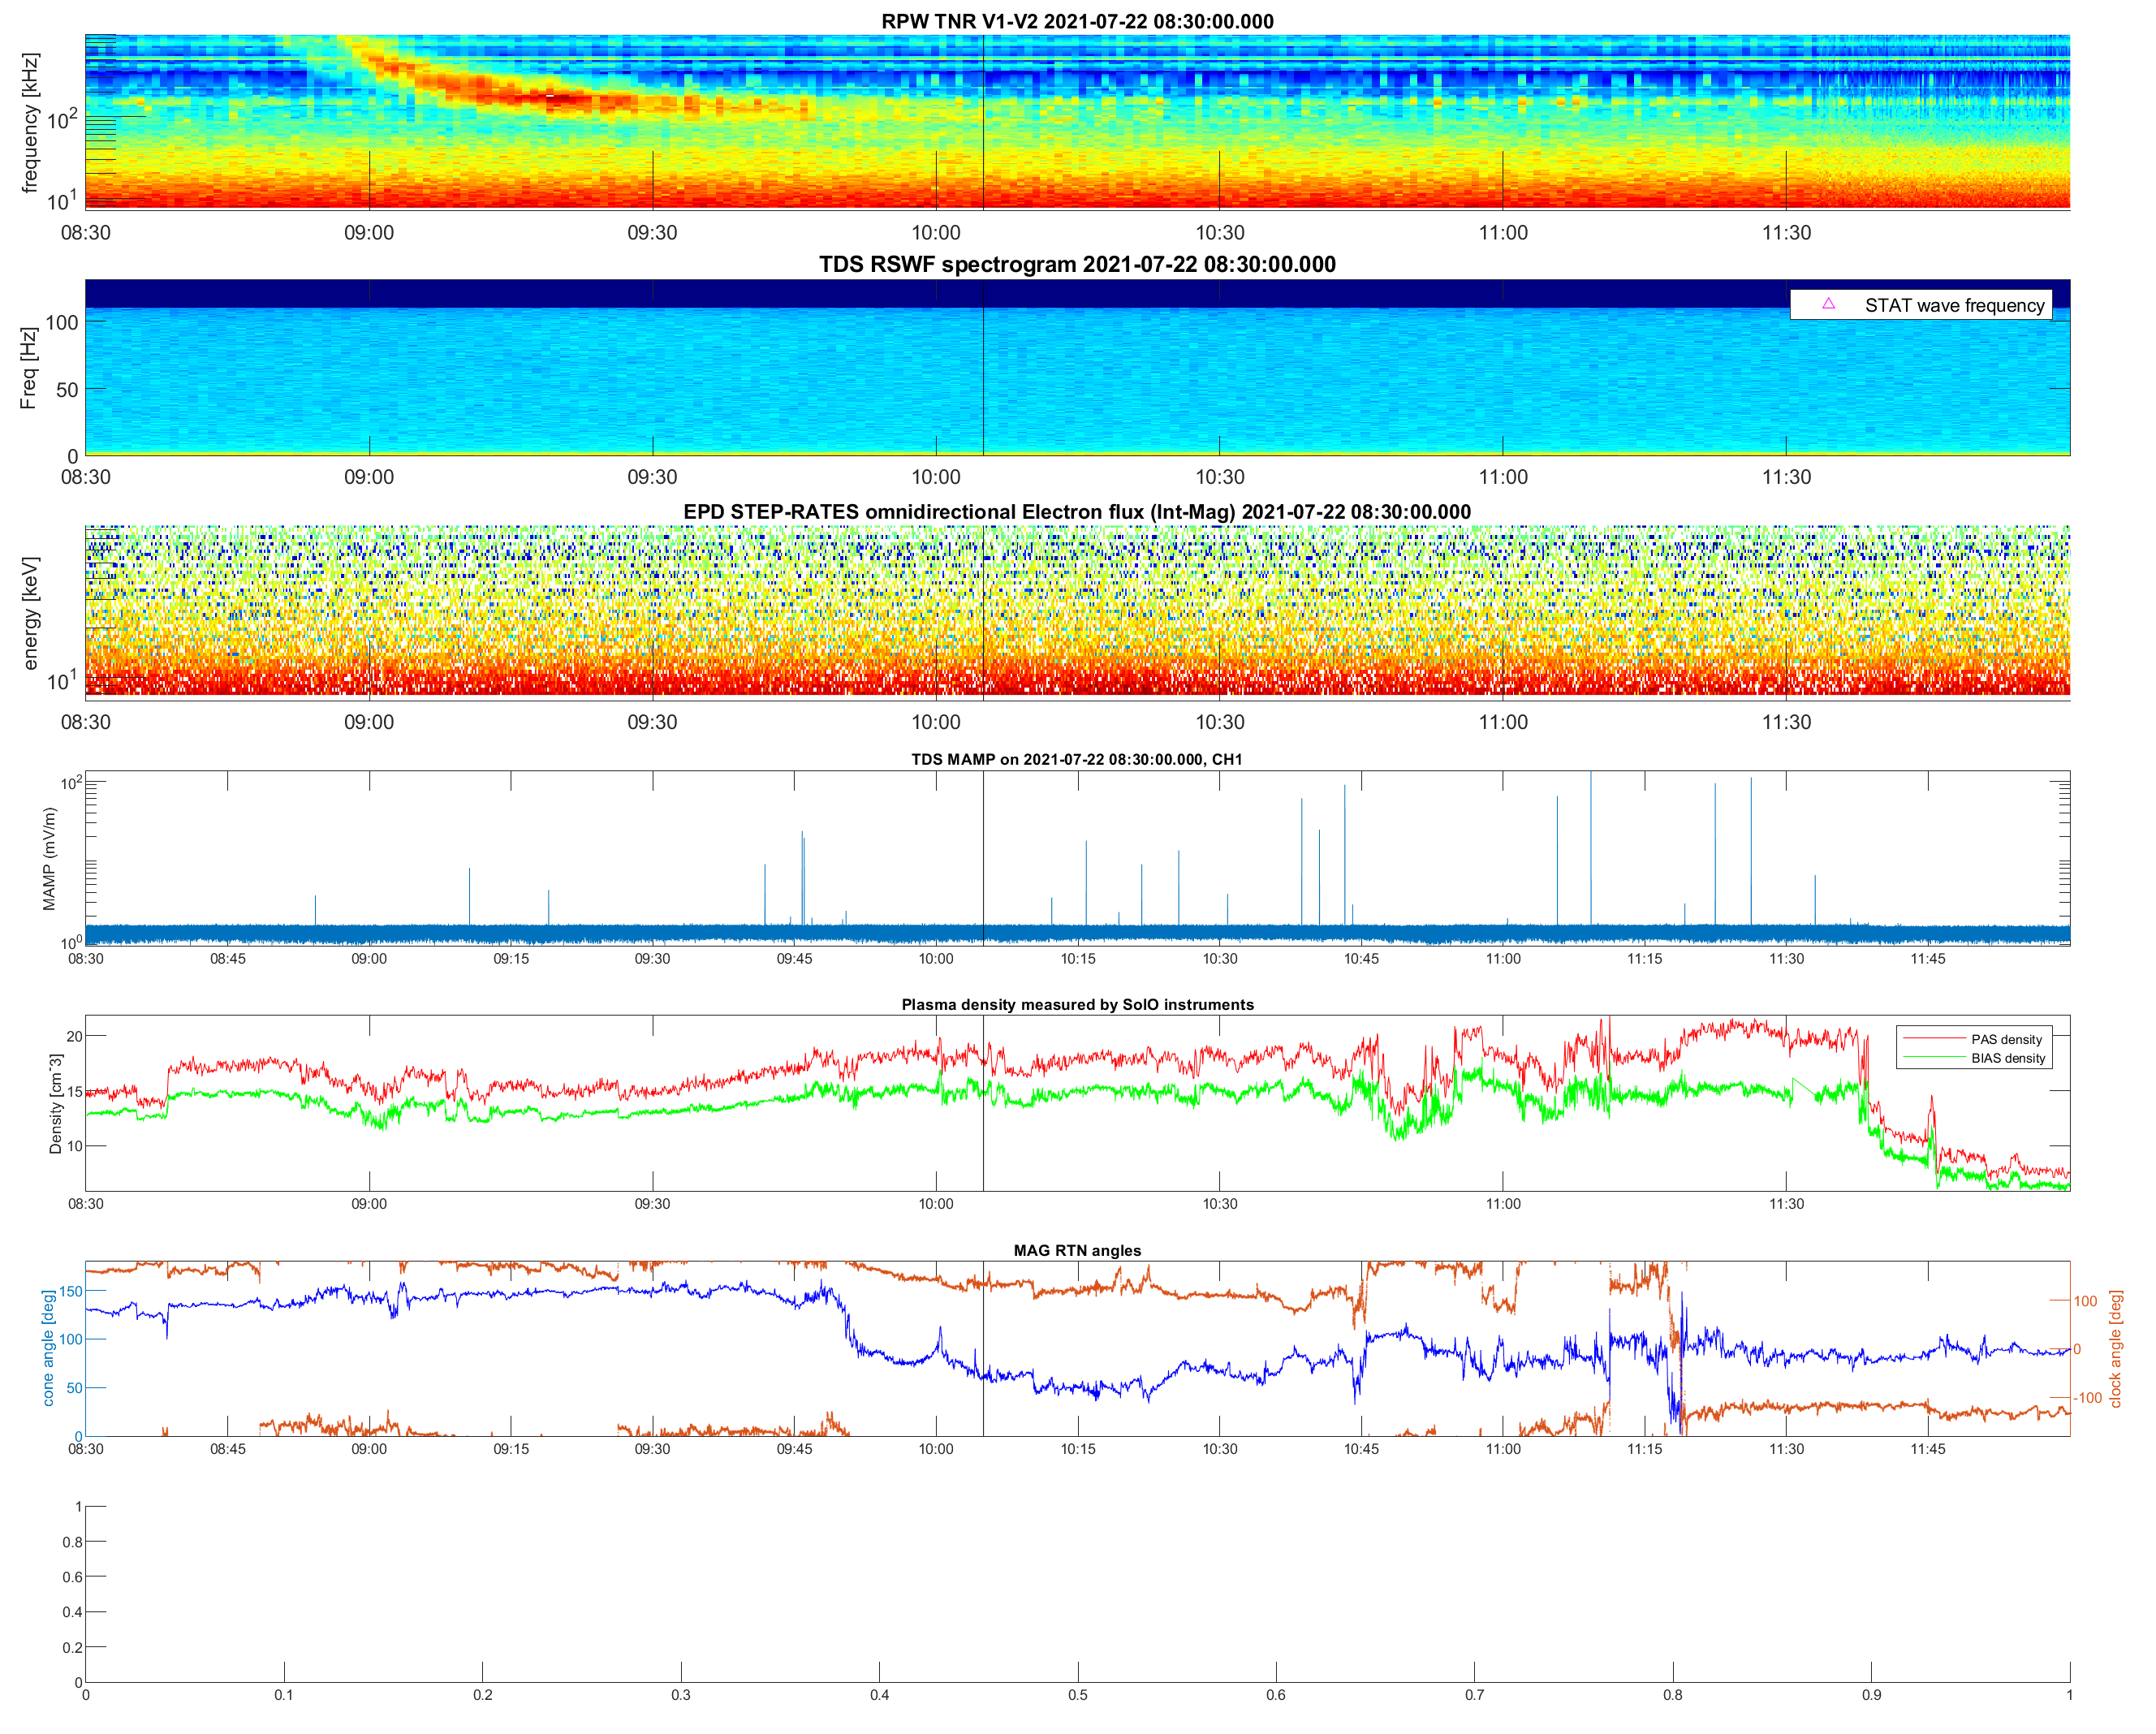 RPW TNR V1-V2 2021-07-22 08:30:00.000
frequency [kHz]
10²
10¹
08:30 09:00 09:30 10:00 10:30 11:00 11:30
TDS RSWF spectrogram 2021-07-22 08:30:00.000
Freq [Hz]
100
50
0
STAT wave frequency
08:30 09:00 09:30 10:00 10:30 11:00 11:30
EPD STEP-RATES omnidirectional Electron flux (Int-Mag) 2021-07-22 08:30:00.000
energy [keV]
10¹
08:30 09:00 09:30 10:00 10:30 11:00 11:30
TDS MAMP on 2021-07-22 08:30:00.000, CH1
MAMP (mV/m)
10²
10⁰
08:30 08:45 09:00 09:15 09:30 09:45 10:00 10:15 10:30 10:45 11:00 11:15 11:30 11:45
Plasma density measured by SolO instruments
Density [cm⁻3]
20
15
10
PAS density
BIAS density
08:30 09:00 09:30 10:00 10:30 11:00 11:30
MAG RTN angles
cone angle [deg]
150
100
50
0
100
0
-100
clock angle [deg]
08:30 08:45 09:00 09:15 09:30 09:45 10:00 10:15 10:30 10:45 11:00 11:15 11:30 11:45
1
0.8
0.6
0.4
0.2
0
0 0.1 0.2 0.3 0.4 0.5 0.6 0.7 0.8 0.9 1